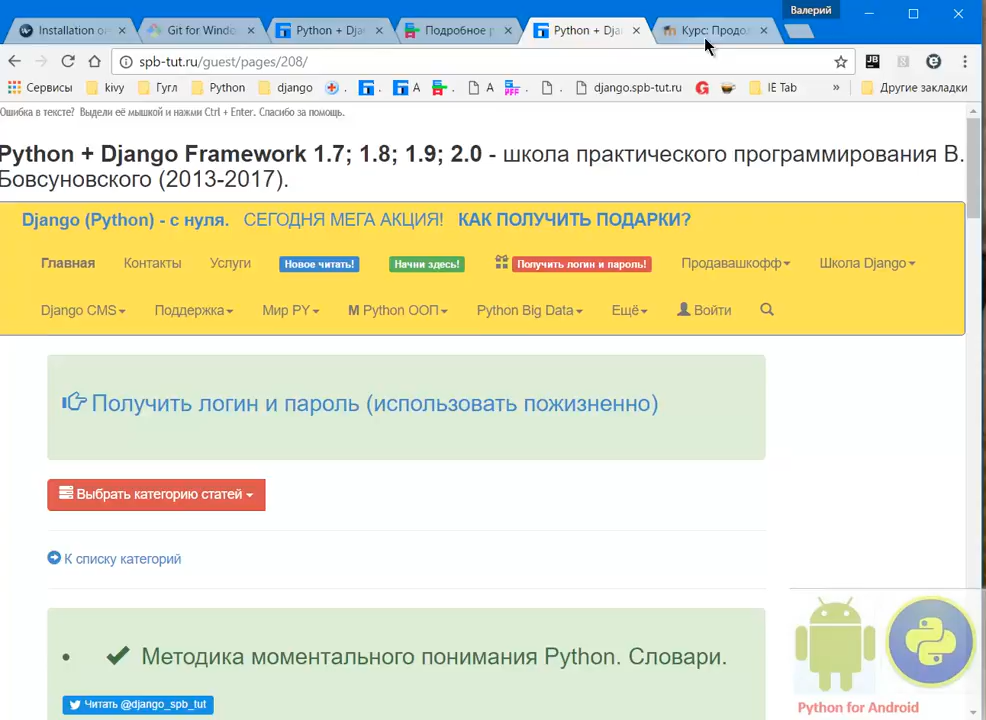 Валерий
Installation o
Git for Windo
Python + Dja
Подробное р
Python + Dja
Курс: Продо
spb-tut.ru/guest/pages/208/
Сервисы kivy Гугл Python django A A django.spb-tut.ru IE Tab » Другие закладки
Ошибка в тексте? Выдели её мышкой и нажми Ctrl + Enter. Спасибо за помощь.
Python + Django Framework 1.7; 1.8; 1.9; 2.0 - школа практического программирования В.
Бовсуновского (2013-2017).
Django (Python) - с нуля. СЕГОДНЯ МЕГА АКЦИЯ! КАК ПОЛУЧИТЬ ПОДАРКИ?
Главная Контакты Услуги Новое читать! Начни здесь! Получить логин и пароль! Продавашкофф Школа Django
Django CMS Поддержка Мир PY M Python ООП Python Big Data Ещё Войти
Получить логин и пароль (использовать пожизненно)
Выбрать категорию статей
К списку категорий
Методика моментального понимания Python. Словари.
Читать @django_spb_tut
Python for Android